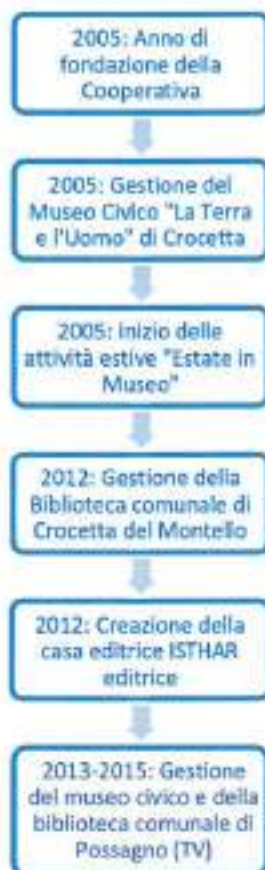 2005: Anno di
fondazione della
Cooperativa
2005: Gestione del
Museo Civico "La Terra
e l'Uomo" di Crocetta
2005: Inizio delle
attività estive "Estate in
Museo"
2012: Gestione della
Biblioteca comunale di
Crocetta del Montello
2012: Creazione della
casa editrice ISTHAR
editrice
2013-2015: Gestione
del museo civico e della
biblioteca comunale di
Possagno (TV)